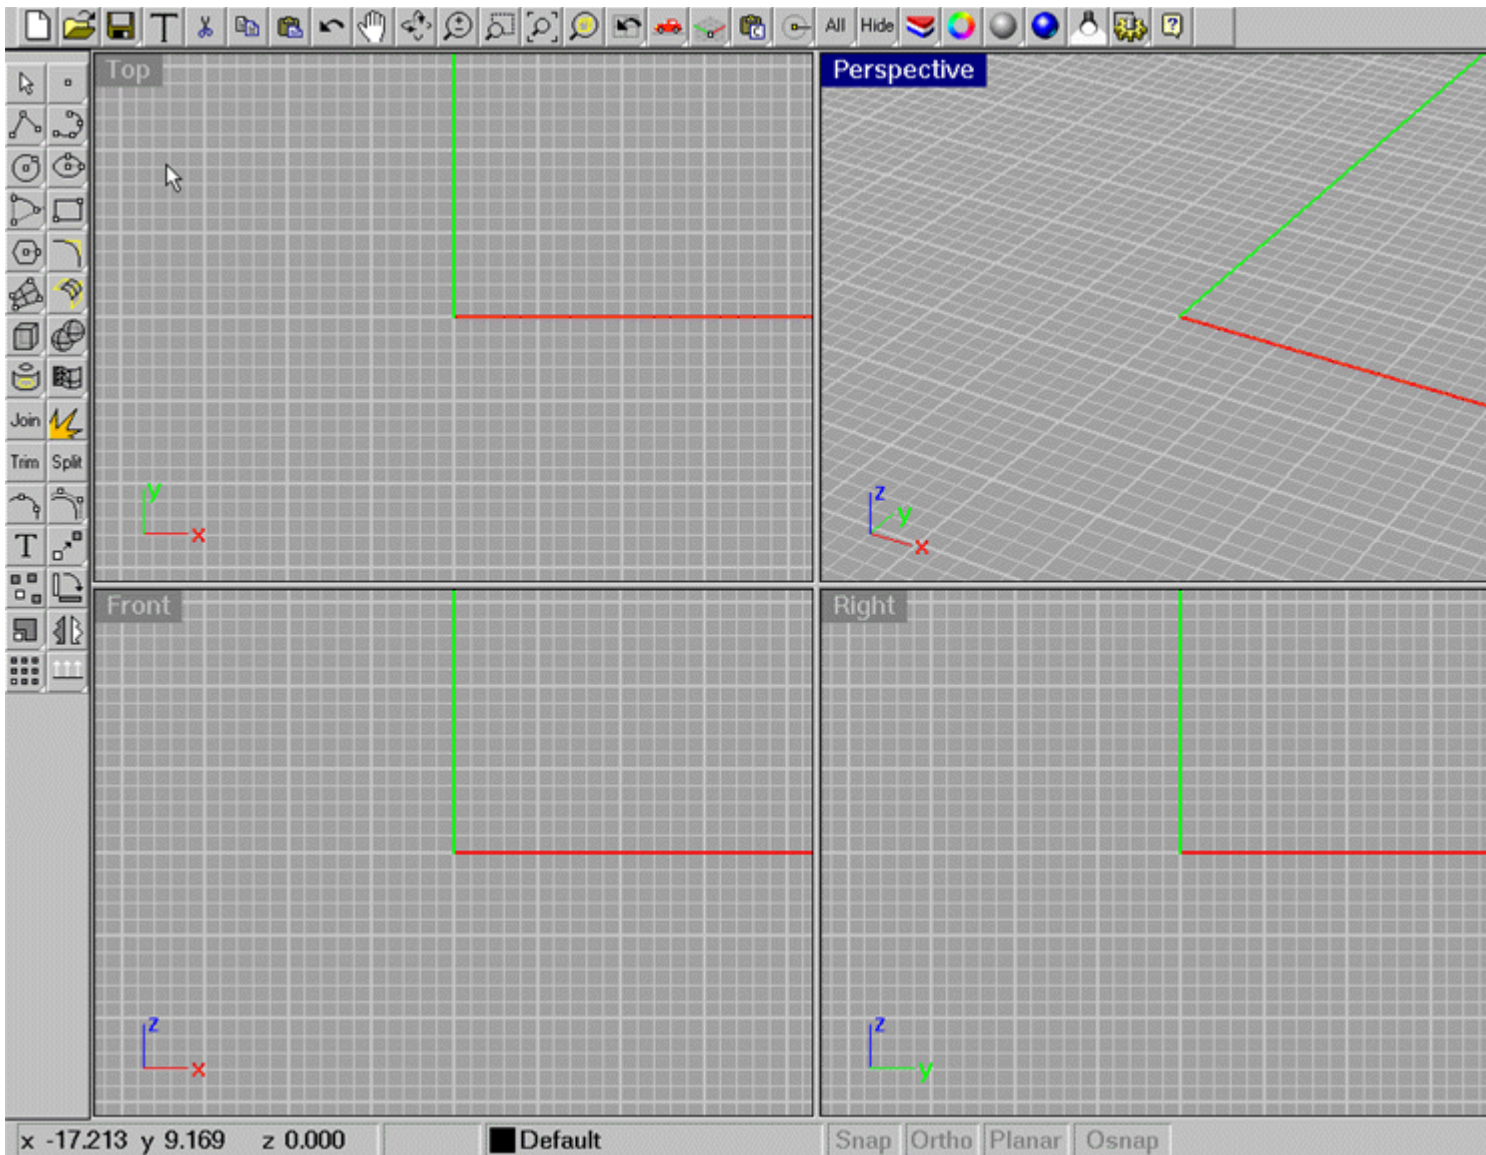 All Hide
Top
Perspective
Join
Trim Split
T
y
x
z
y
x
Front
Right
z
x
z
y
x -17.213 y 9.169 z 0.000 Default Snap Ortho Planar Osnap